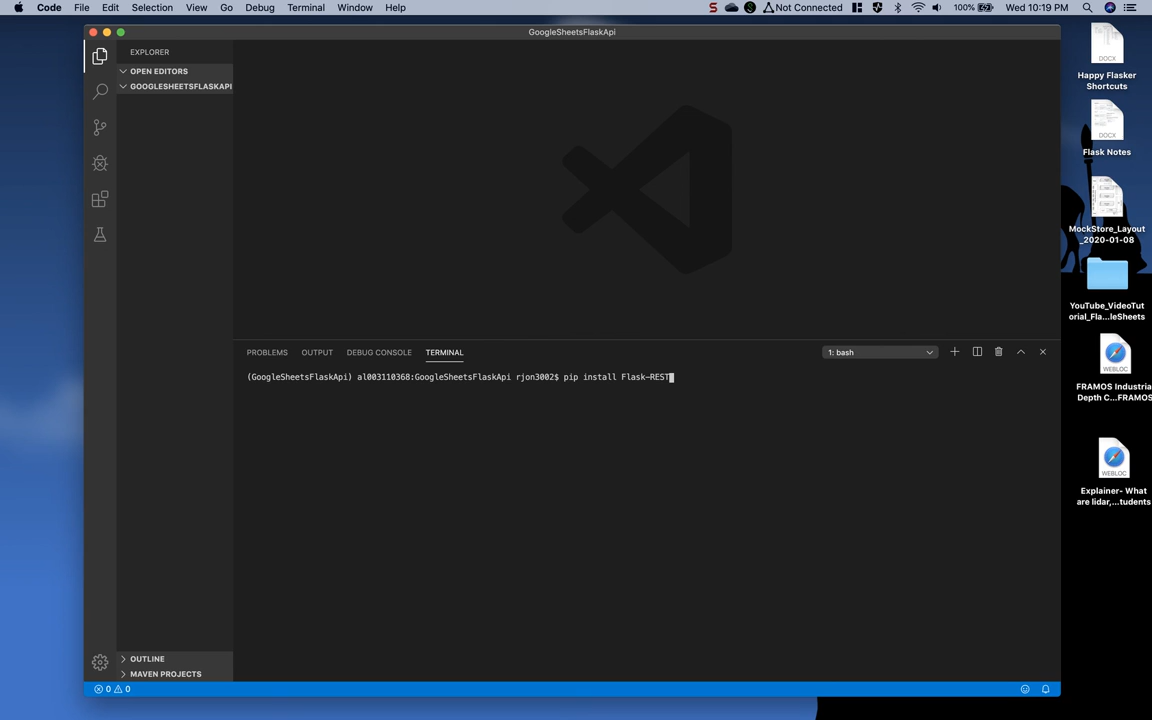 Code File Edit Selection View Go Debug Terminal Window Help
Not Connected 100% Wed 10:19 PM
GoogleSheetsFlaskApi
EXPLORER
OPEN EDITORS
GOOGLESHEETSFLASKAPI
PROBLEMS OUTPUT DEBUG CONSOLE TERMINAL
1: bash
(GoogleSheetsFlaskApi) al003110368:GoogleSheetsFlaskApi rjon3002$ pip install Flask-REST
OUTLINE
MAVEN PROJECTS
0 0
DOCX
Happy Flasker
Shortcuts
DOCX
Flask Notes
MockStore_Layout
_2020-01-08
YouTube_VideoTut
orial_Fla...leSheets
WEBLOC
FRAMOS Industria
Depth C...FRAMOS
WEBLOC
Explainer- What
are lidar,...tudents